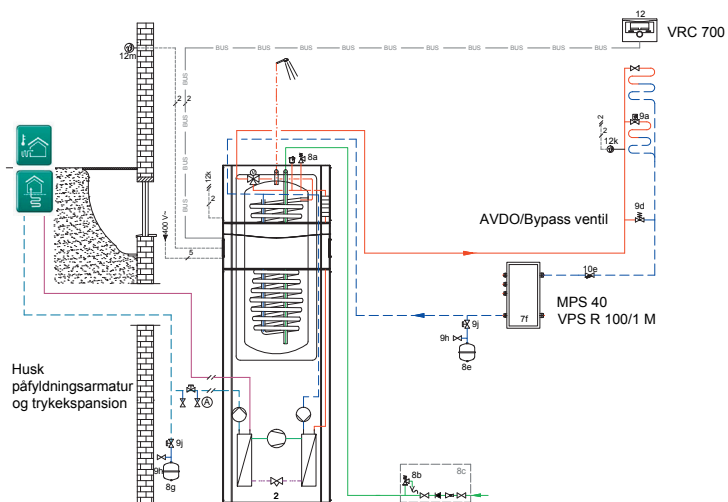 12
VRC 700
BUS BUS BUS BUS BUS BUS BUS BUS
12m
BUS
BUS
BUS
BUS
2
2
2
9a
12k
8a
12k
2
400 V~
5
9d
AVDO/Bypass ventil
10e
MPS 40
VPS R 100/1 M
7f
9j
9h
8e
Husk
påfyldningsarmatur
og trykekspansion
A
9j
9h
8g
2
8b
8c